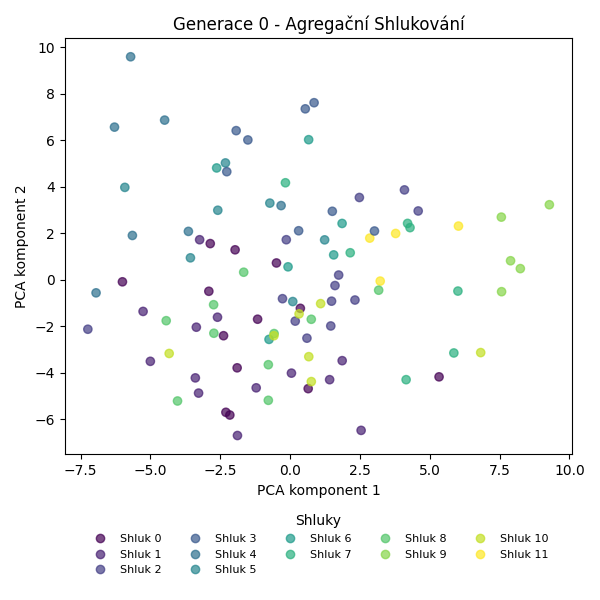 Generace 0 - Agregační Shlukování
PCA komponent 2
10
8
6
4
2
0
−2
−4
−6
−7.5 −5.0 −2.5 0.0 2.5 5.0 7.5 10.0
PCA komponent 1
Shluky
Shluk 0 Shluk 3 Shluk 6 Shluk 8 Shluk 10
Shluk 1 Shluk 4 Shluk 7 Shluk 9 Shluk 11
Shluk 2 Shluk 5